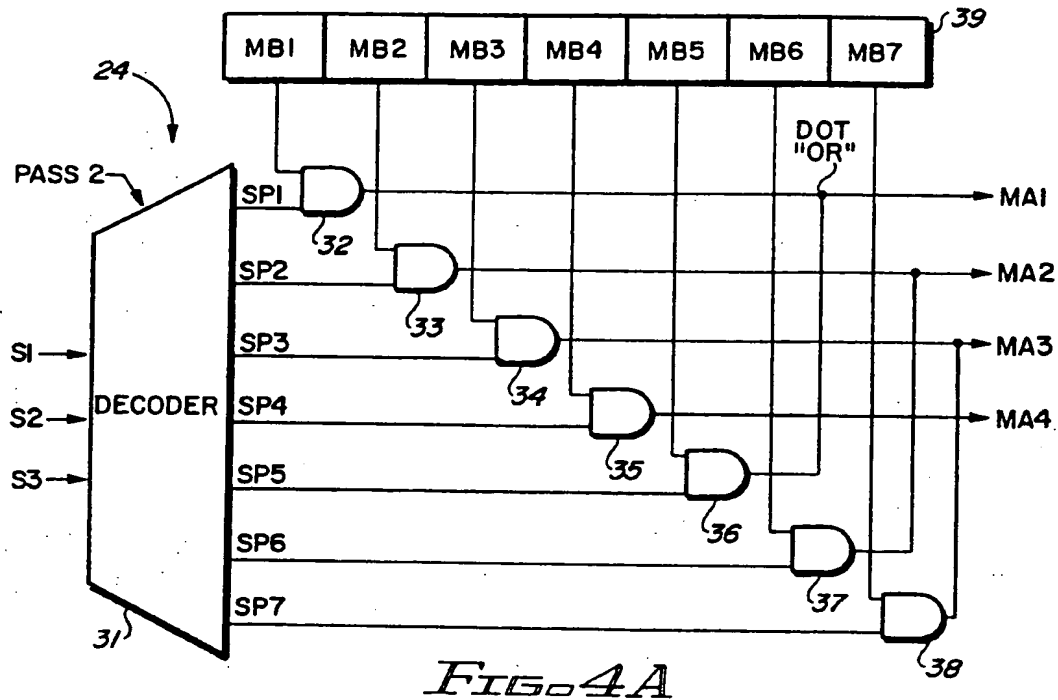 MB1 MB2 MB3 MB4 MB5 MB6 MB7 39
24
DOT
"OR"
PASS 2
SP1 32 MA1
SP2 33 MA2
S1 SP3 34 MA3
S2 DECODER SP4 35 MA4
S3 SP5 36
SP6 37
31 SP7 38
FIG. 4A